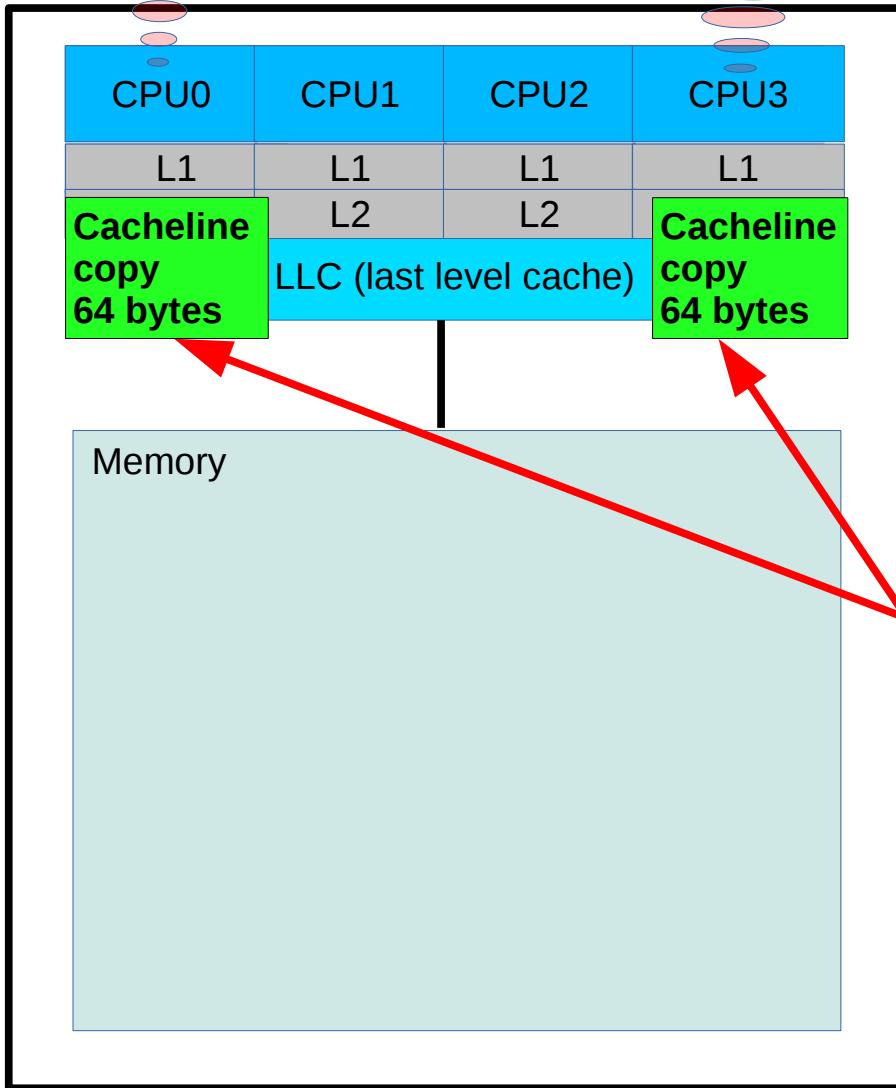 CPU0 CPU1 CPU2 CPU3
L1 L1 L1 L1
L2 L2
Cacheline
copy
64 bytes
LLC (last level cache)
Cacheline
copy
64 bytes
Memory